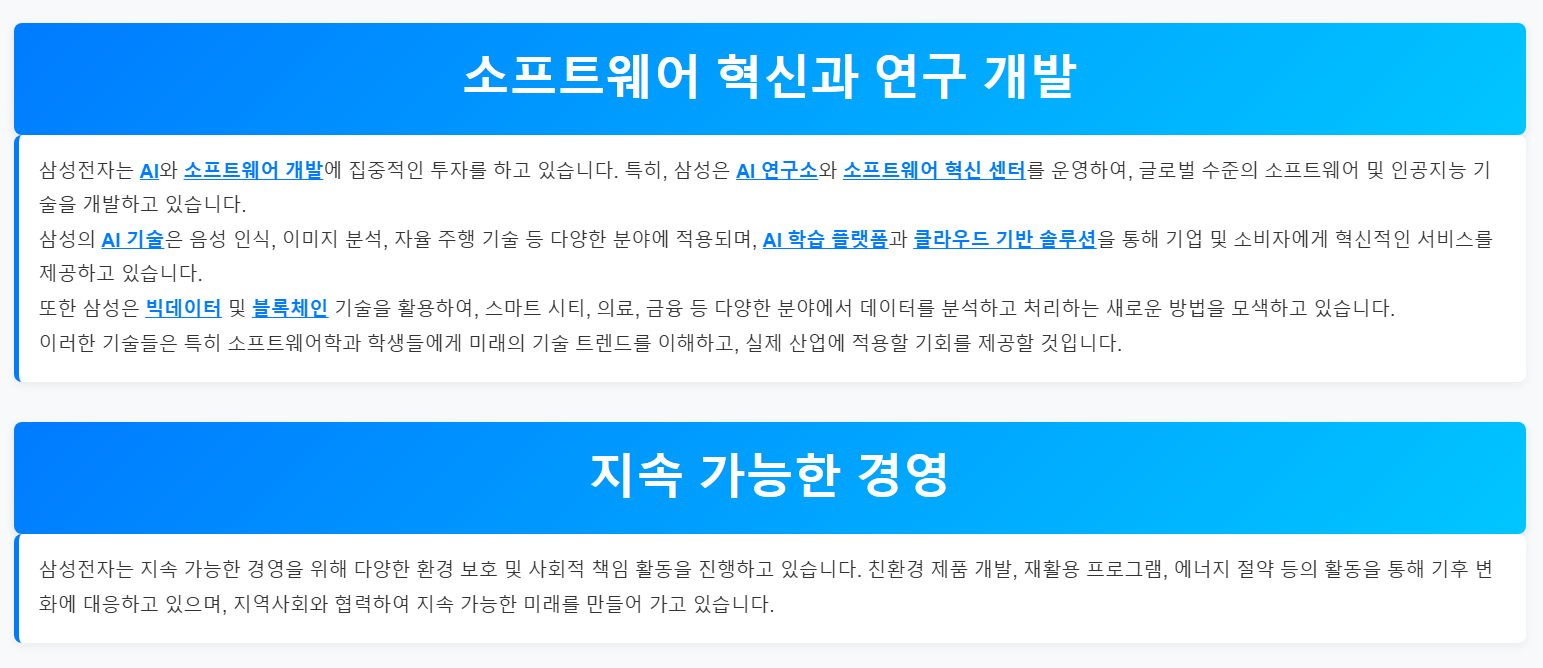 소프트웨어 혁신과 연구 개발
삼성전자는 AI와 소프트웨어 개발에 집중적인 투자를 하고 있습니다. 특히, 삼성은 AI 연구소와 소프트웨어 혁신 센터를 운영하여, 글로벌 수준의 소프트웨어 및 인공지능 기
술을 개발하고 있습니다.
삼성의 AI 기술은 음성 인식, 이미지 분석, 자율 주행 기술 등 다양한 분야에 적용되며, AI 학습 플랫폼과 클라우드 기반 솔루션을 통해 기업 및 소비자에게 혁신적인 서비스를
제공하고 있습니다.
또한 삼성은 빅데이터 및 블록체인 기술을 활용하여, 스마트 시티, 의료, 금융 등 다양한 분야에서 데이터를 분석하고 처리하는 새로운 방법을 모색하고 있습니다.
이러한 기술들은 특히 소프트웨어학과 학생들에게 미래의 기술 트렌드를 이해하고, 실제 산업에 적용할 기회를 제공할 것입니다.
지속 가능한 경영
삼성전자는 지속 가능한 경영을 위해 다양한 환경 보호 및 사회적 책임 활동을 진행하고 있습니다. 친환경 제품 개발, 재활용 프로그램, 에너지 절약 등의 활동을 통해 기후 변
화에 대응하고 있으며, 지역사회와 협력하여 지속 가능한 미래를 만들어 가고 있습니다.